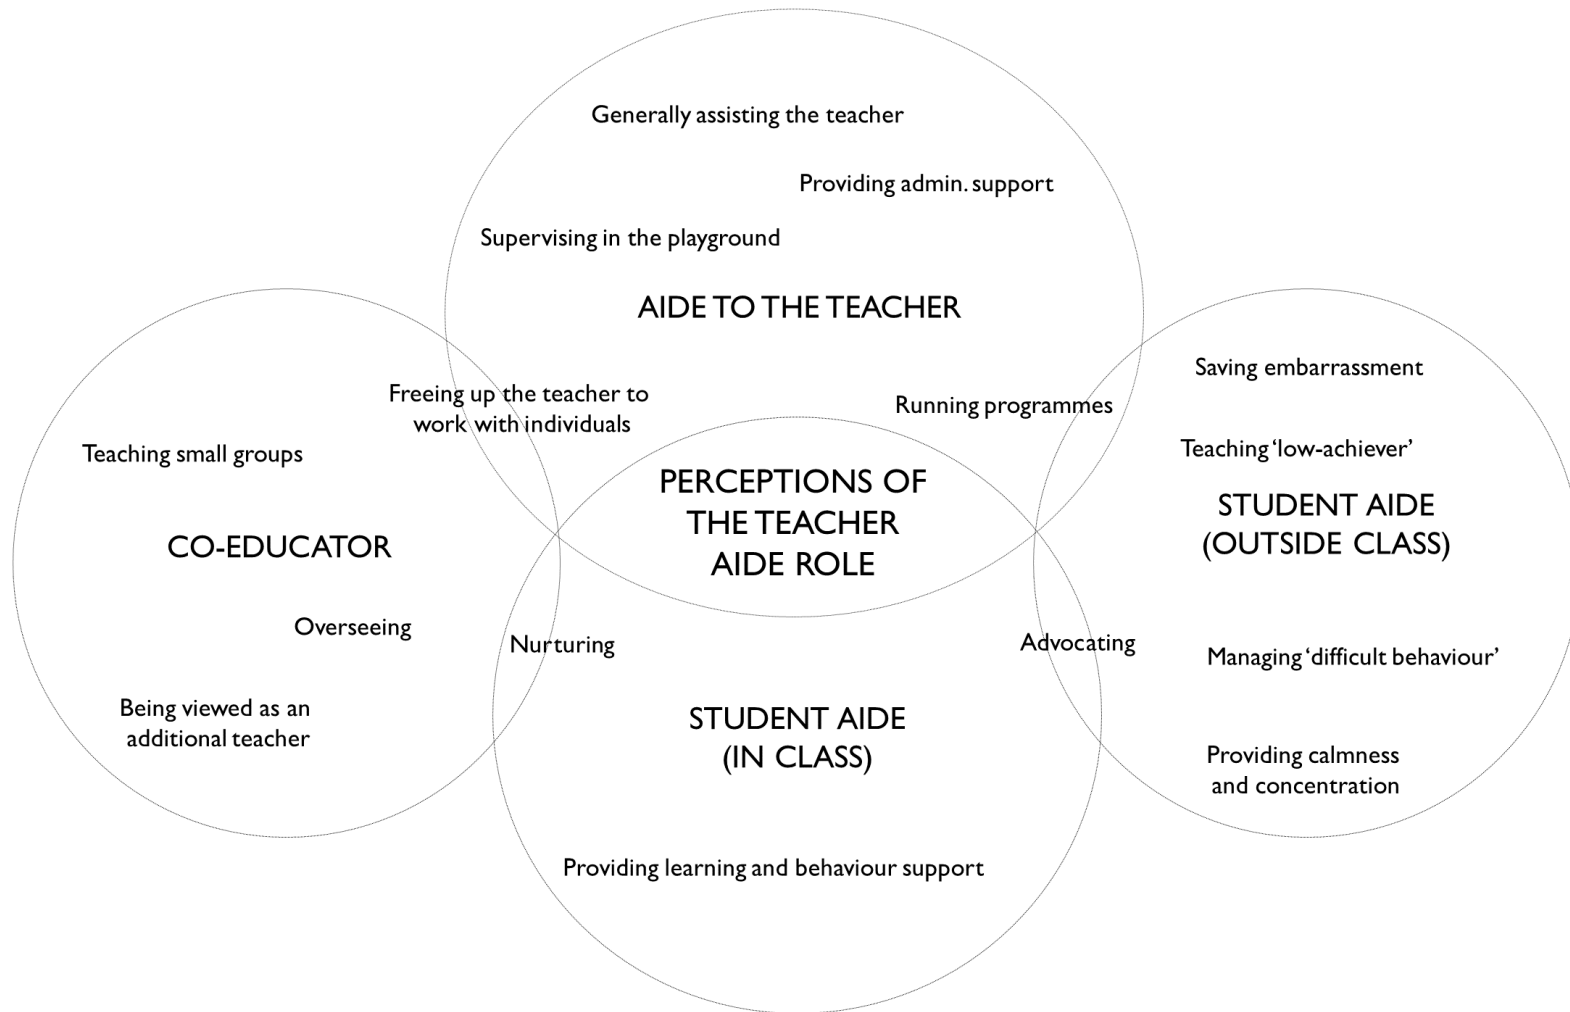 Generally assisting the teacher
Providing admin. support
Supervising in the playground
AIDE TO THE TEACHER
Freeing up the teacher to
work with individuals
Running programmes
Teaching small groups
CO-EDUCATOR
Overseeing
Being viewed as an
additional teacher
PERCEPTIONS OF
THE TEACHER
AIDE ROLE
Nurturing
Advocating
STUDENT AIDE
(IN CLASS)
Providing learning and behaviour support
Saving embarrassment
Teaching ‘low-achiever’
STUDENT AIDE
(OUTSIDE CLASS)
Managing ‘difficult behaviour’
Providing calmness
and concentration